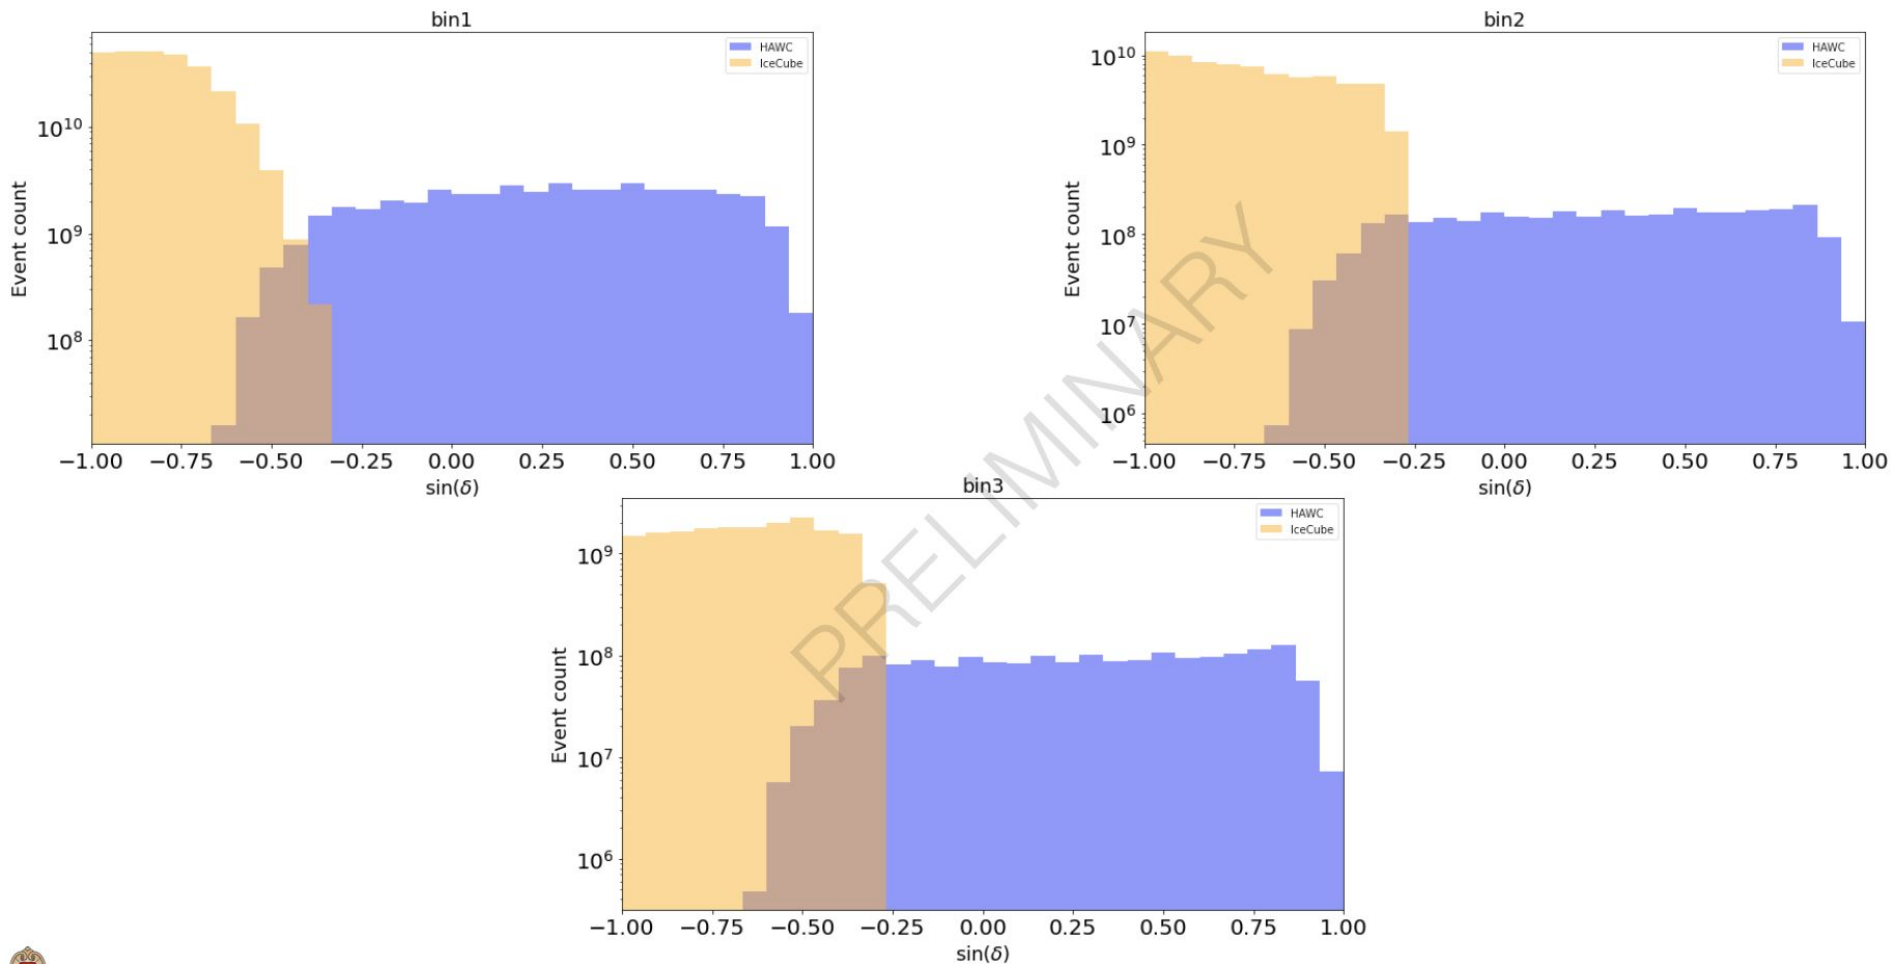 bin1
HAWC
IceCube
Event count
10^10
10^9
10^8
−1.00 −0.75 −0.50 −0.25 0.00 0.25 0.50 0.75 1.00
sin(δ)
bin2
HAWC
IceCube
Event count
10^10
10^9
10^8
10^7
10^6
−1.00 −0.75 −0.50 −0.25 0.00 0.25 0.50 0.75 1.00
sin(δ)
bin3
HAWC
IceCube
Event count
10^9
10^8
10^7
10^6
−1.00 −0.75 −0.50 −0.25 0.00 0.25 0.50 0.75 1.00
sin(δ)
PRELIMINARY